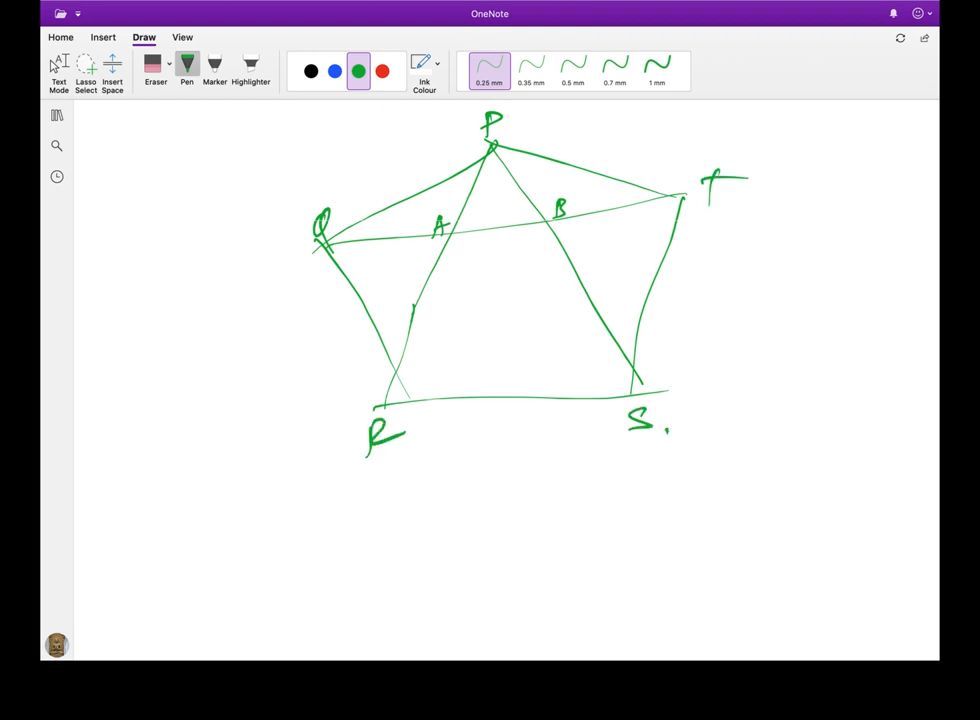 OneNote
Home Insert Draw View
Text Mode
Lasso Select
Insert Space
Eraser
Pen
Marker
Highlighter
Ink Colour
0.25 mm
0.35 mm
0.5 mm
0.7 mm
1 mm
P
T
Q
A
B
R
S.